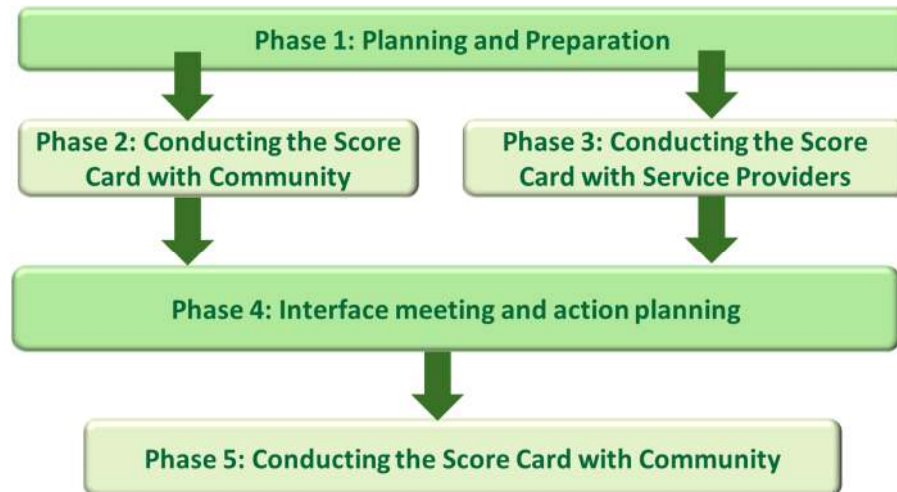 Phase 1: Planning and Preparation
Phase 2: Conducting the Score
Card with Community
Phase 3: Conducting the Score
Card with Service Providers
Phase 4: Interface meeting and action planning
Phase 5: Conducting the Score Card with Community